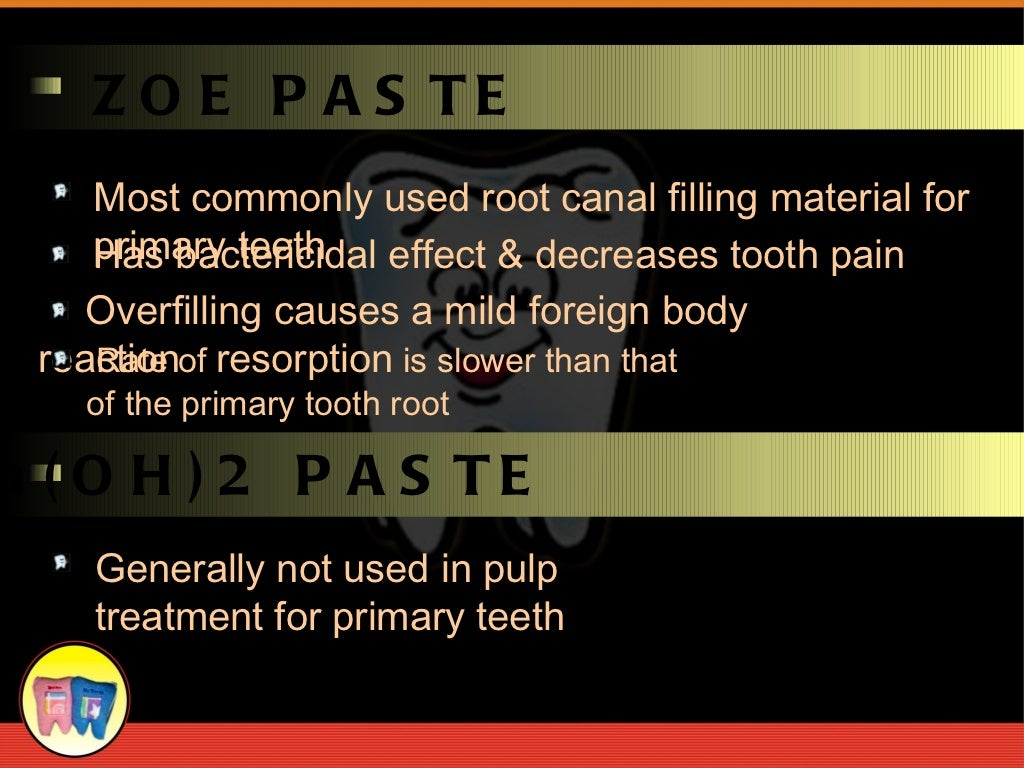 ZOE PASTE
Most commonly used root canal filling material for
primary teeth
Has bactericidal effect & decreases tooth pain
Overfilling causes a mild foreign body
reaction
Rate of resorption is slower than that
of the primary tooth root
(OH)2 PASTE
Generally not used in pulp
treatment for primary teeth